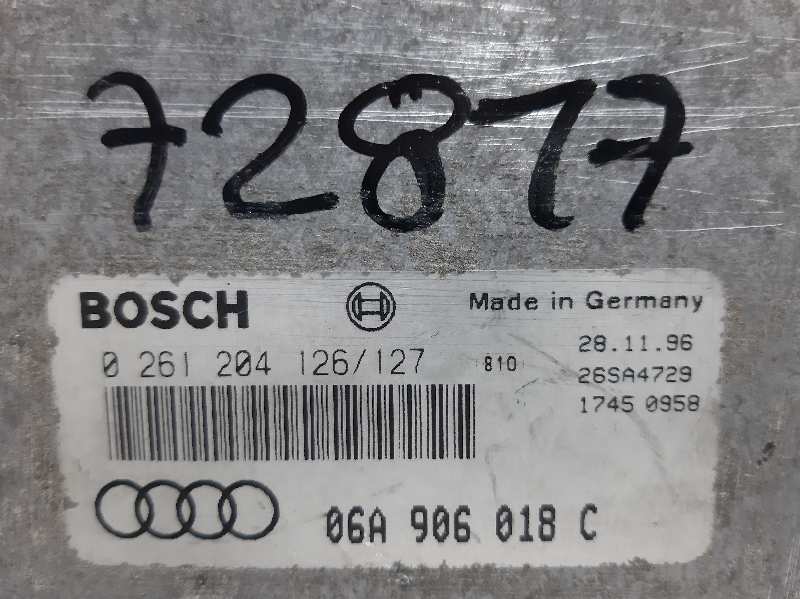 72817
BOSCH
Made in Germany
0 261 204 126/127
810
28.11.96
26SA4729
1745 0958
06A 906 018 C